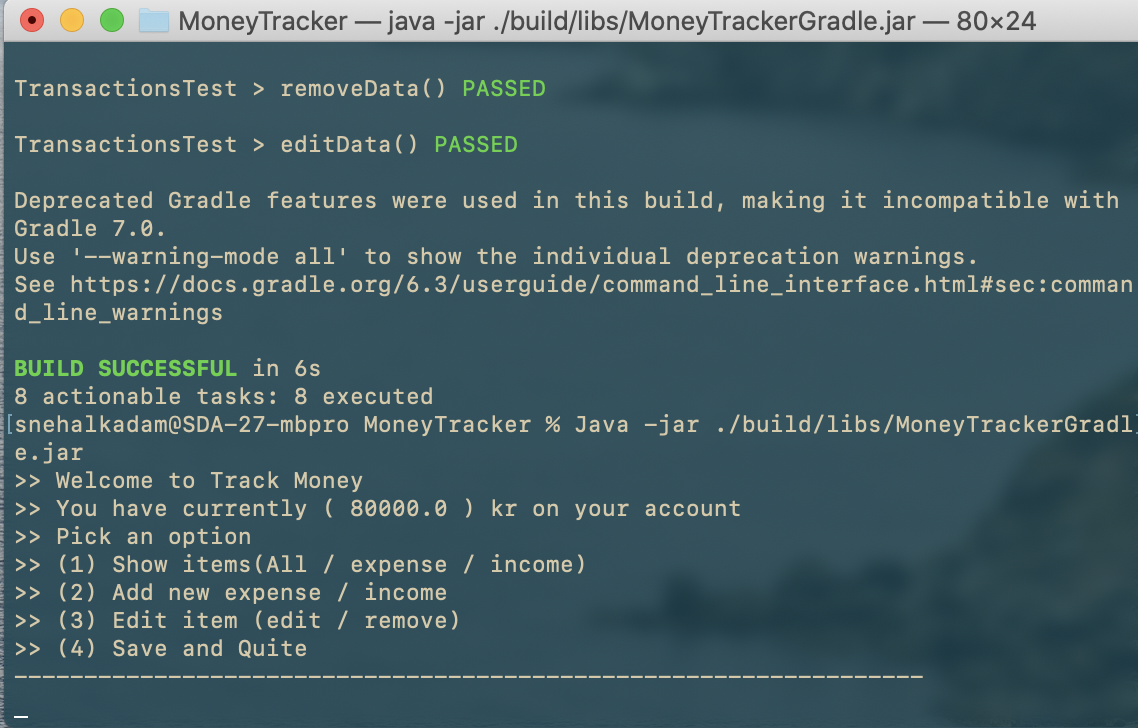 MoneyTracker — java -jar ./build/libs/MoneyTrackerGradle.jar — 80×24
TransactionsTest > removeData() PASSED
TransactionsTest > editData() PASSED
Deprecated Gradle features were used in this build, making it incompatible with
Gradle 7.0.
Use '--warning-mode all' to show the individual deprecation warnings.
See https://docs.gradle.org/6.3/userguide/command_line_interface.html#sec:comman
d_line_warnings
BUILD SUCCESSFUL in 6s
8 actionable tasks: 8 executed
[snehalkadam@SDA-27-mbpro MoneyTracker % Java -jar ./build/libs/MoneyTrackerGradl]
e.jar
>> Welcome to Track Money
>> You have currently ( 80000.0 ) kr on your account
>> Pick an option
>> (1) Show items(All / expense / income)
>> (2) Add new expense / income
>> (3) Edit item (edit / remove)
>> (4) Save and Quite
-----------------------------------------------------------------
_